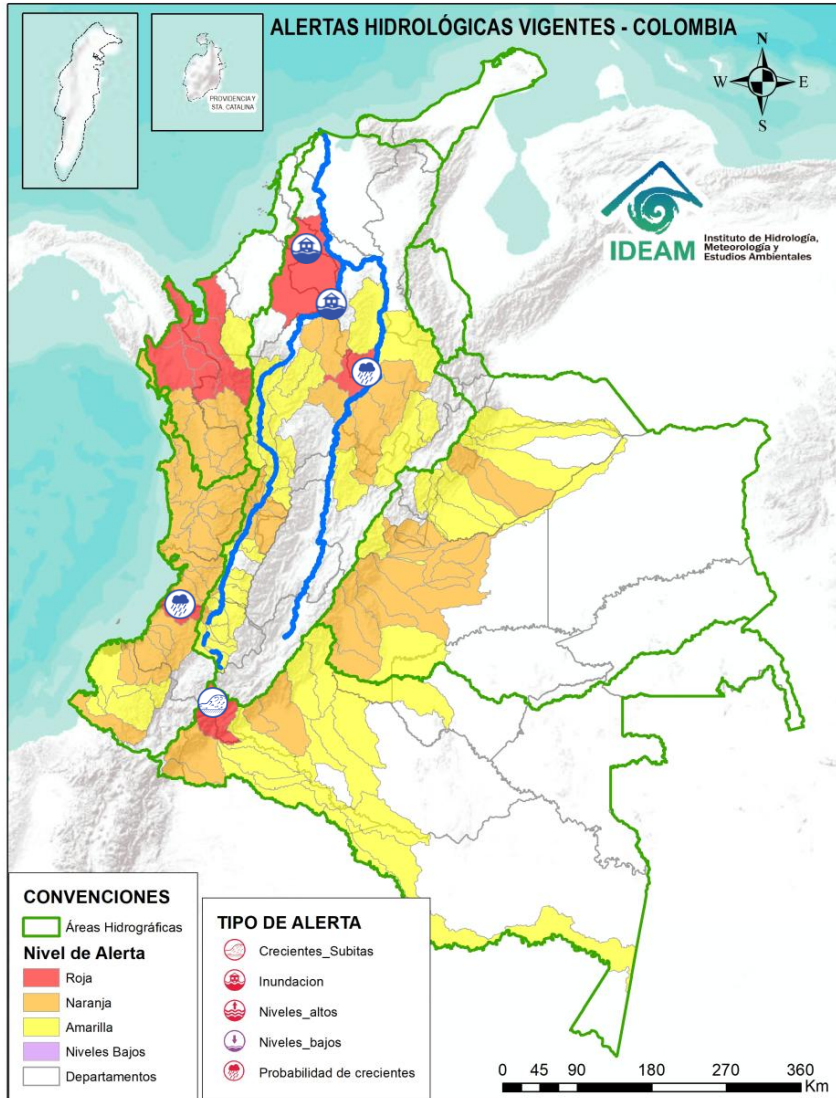 ALERTAS HIDROLÓGICAS VIGENTES - COLOMBIA
PROVIDENCIA Y
STA. CATALINA
N
W
E
S
IDEAM
Instituto de Hidrología,
Meteorología y
Estudios Ambientales
CONVENCIONES
Áreas Hidrográficas
Nivel de Alerta
Roja
Naranja
Amarilla
Niveles Bajos
Departamentos
TIPO DE ALERTA
Crecientes_Subitas
Inundacion
Niveles_altos
Niveles_bajos
Probabilidad de crecientes
0 45 90 180 270 360
Km